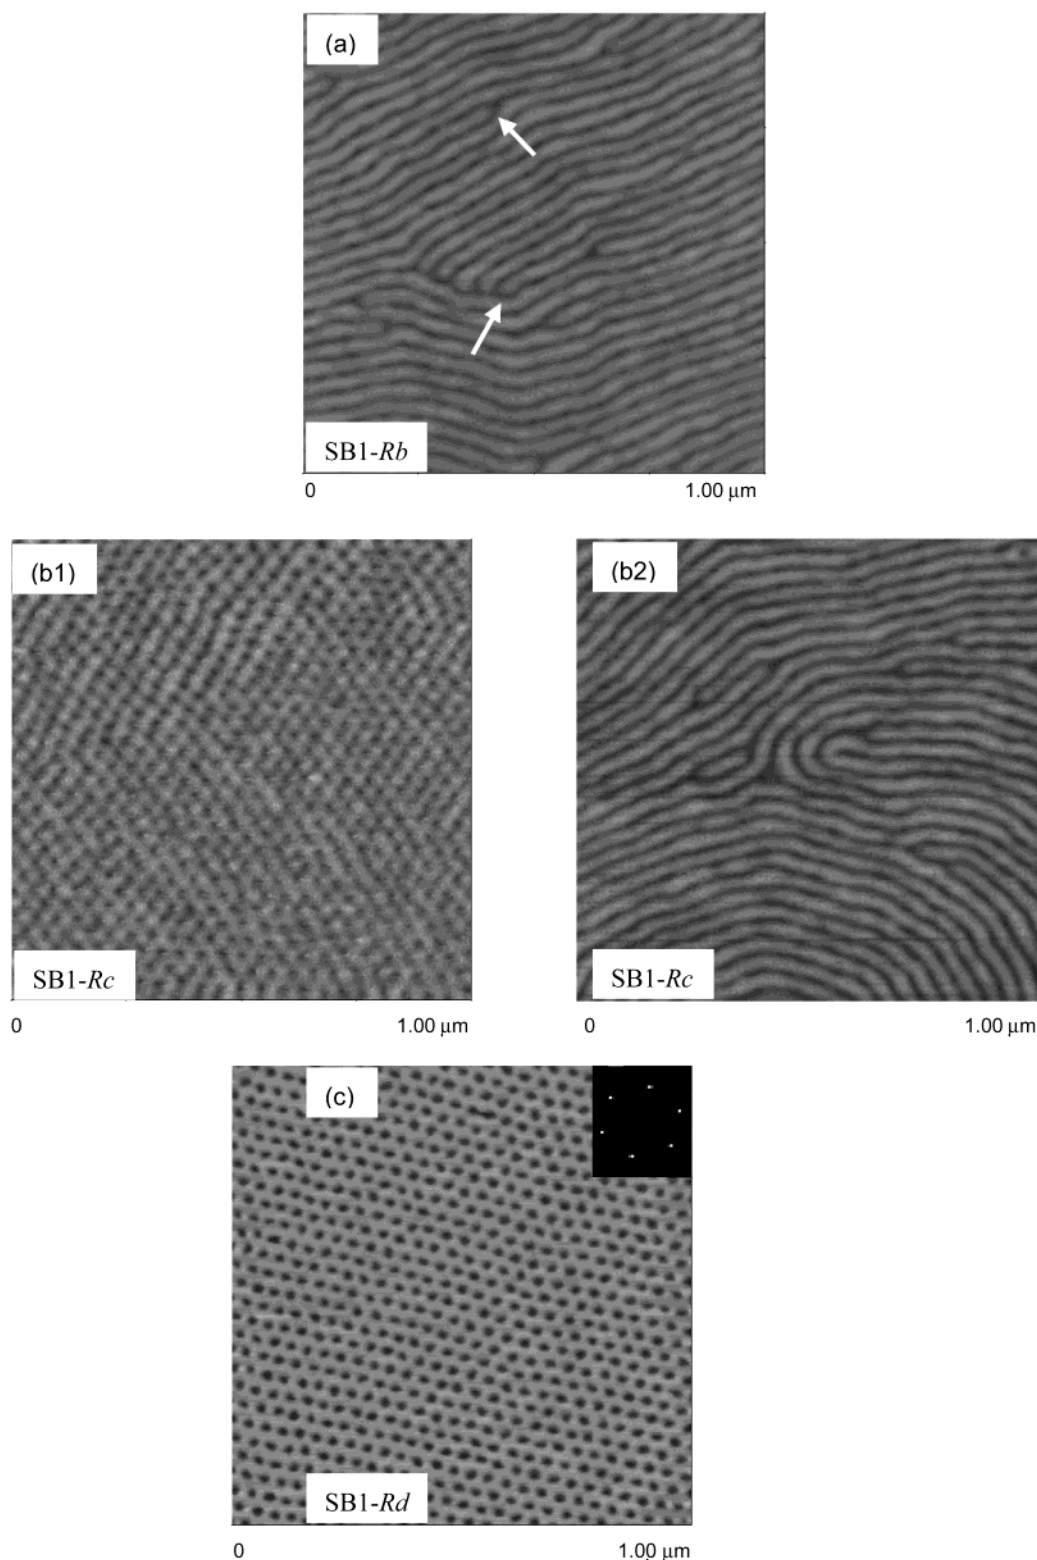 (a)
SB1-Rb
0 1.00 μm
(b1) (b2)
SB1-Rc SB1-Rc
0 1.00 μm 0 1.00 μm
(c)
SB1-Rd
0 1.00 μm